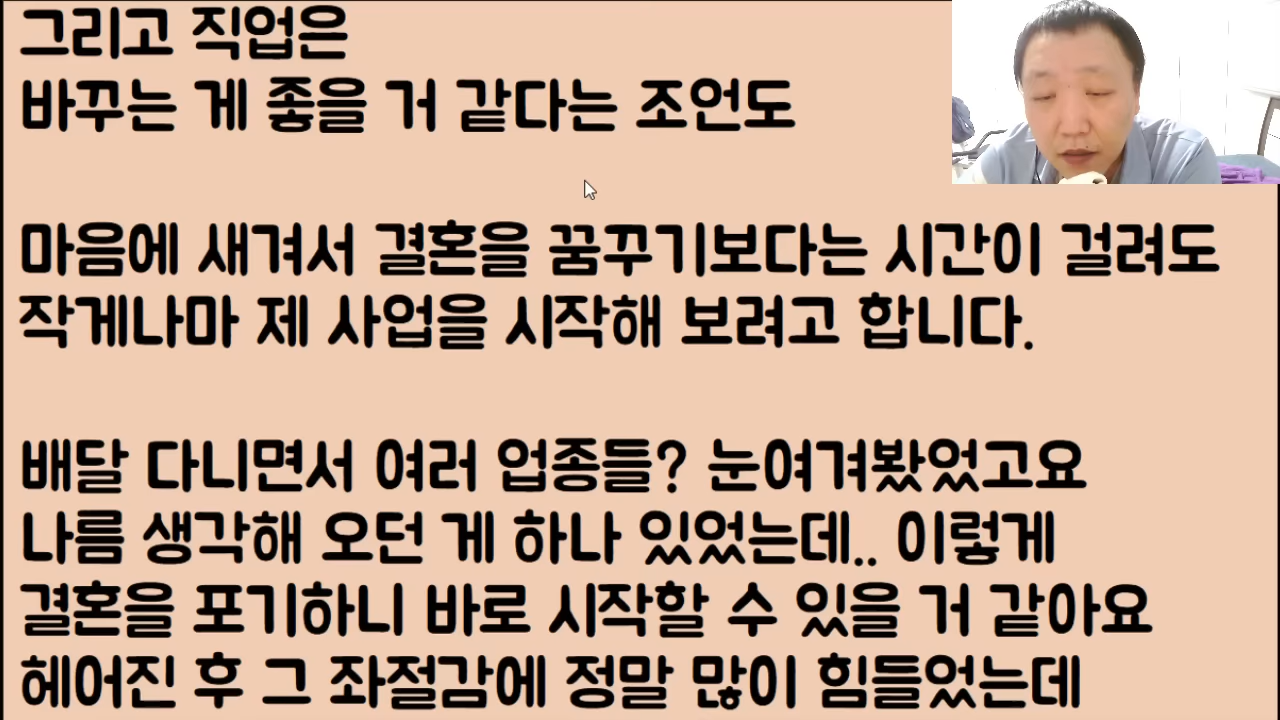 그리고 직업은
바꾸는 게 좋을 거 같다는 조언도
마음에 새겨서 결혼을 꿈꾸기보다는 시간이 걸려도
작게나마 제 사업을 시작해 보려고 합니다.
배달 다니면서 여러 업종들? 눈여겨봤었고요
나름 생각해 오던 게 하나 있었는데.. 이렇게
결혼을 포기하니 바로 시작할 수 있을 거 같아요
헤어진 후 그 좌절감에 정말 많이 힘들었는데